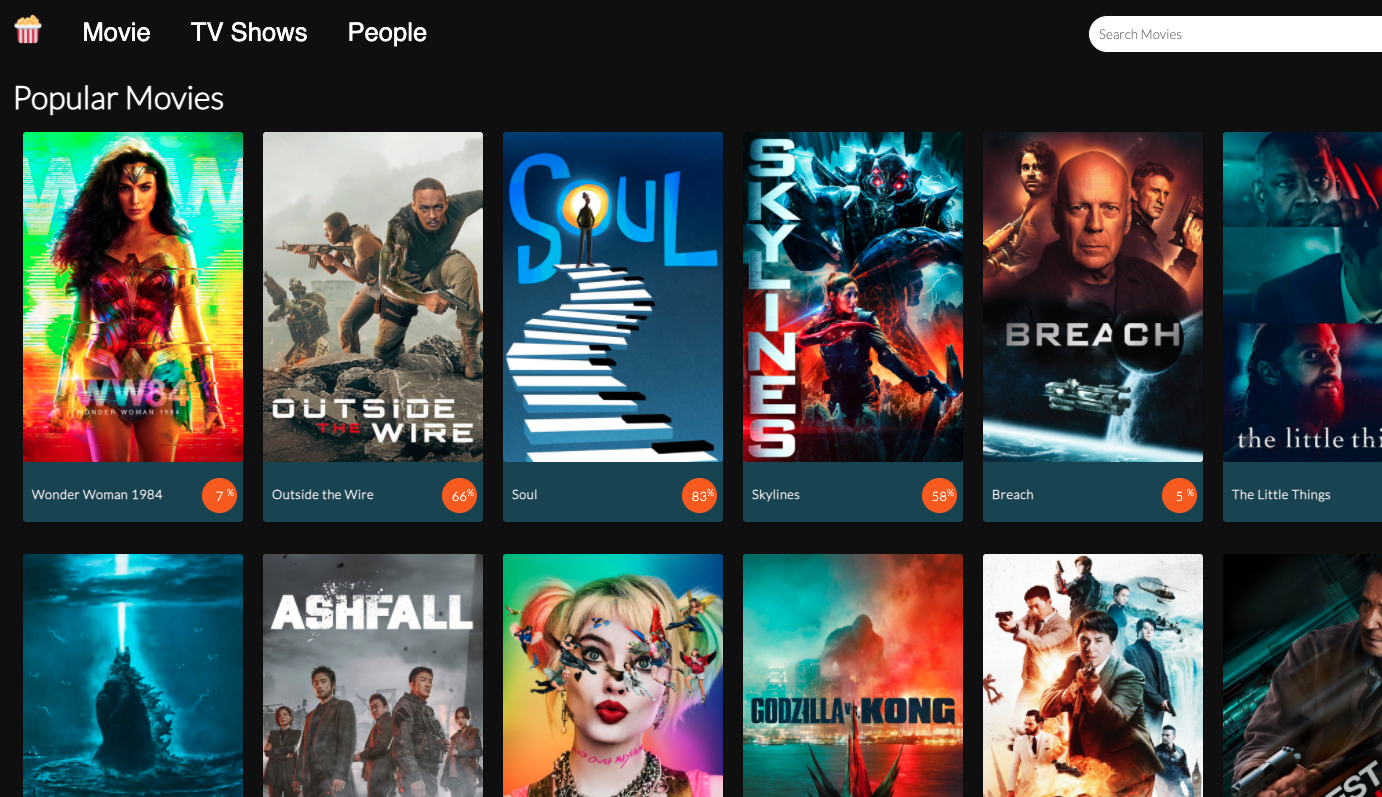 Movie TV Shows People
Search Movies
Popular Movies
WW
WW84
WONDER WOMAN 1984
OUTSIDE
THE WIRE
SOUL
SKYLINES
BREACH
the little thi
Wonder Woman 1984 7 %
Outside the Wire 66%
Soul 83%
Skylines 58%
Breach 5 %
The Little Things
ASHFALL
GODZILLA vs. KONG
EST